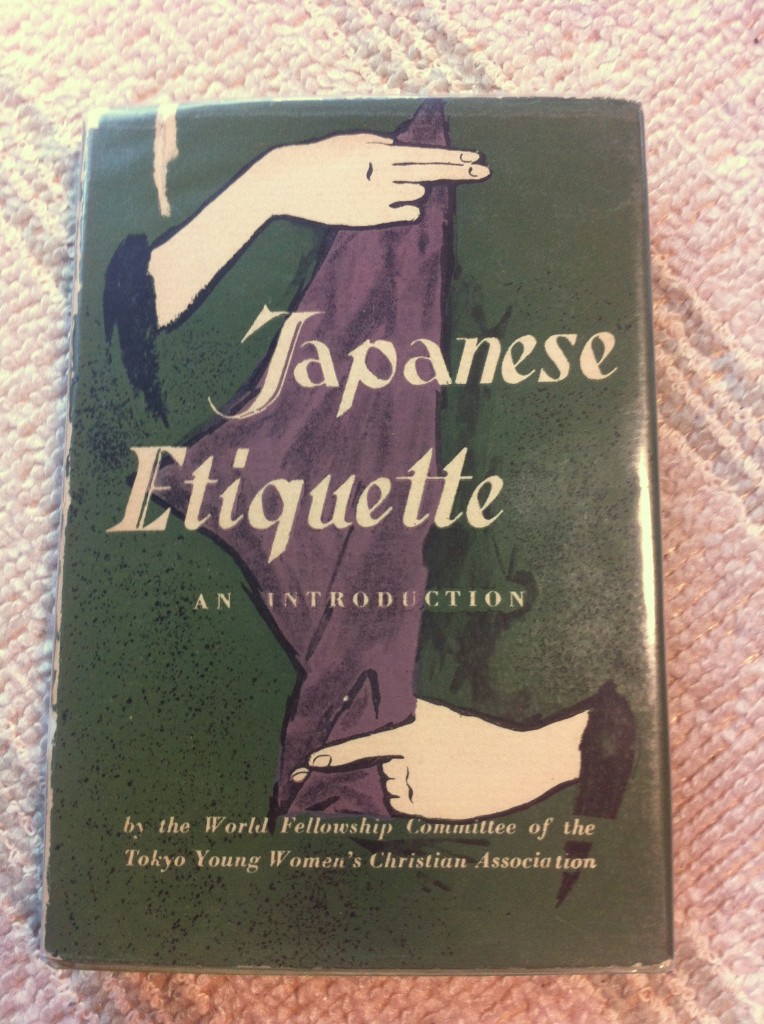 Japanese
Etiquette
AN INTRODUCTION
by the World Fellowship Committee of the
Tokyo Young Women's Christian Association